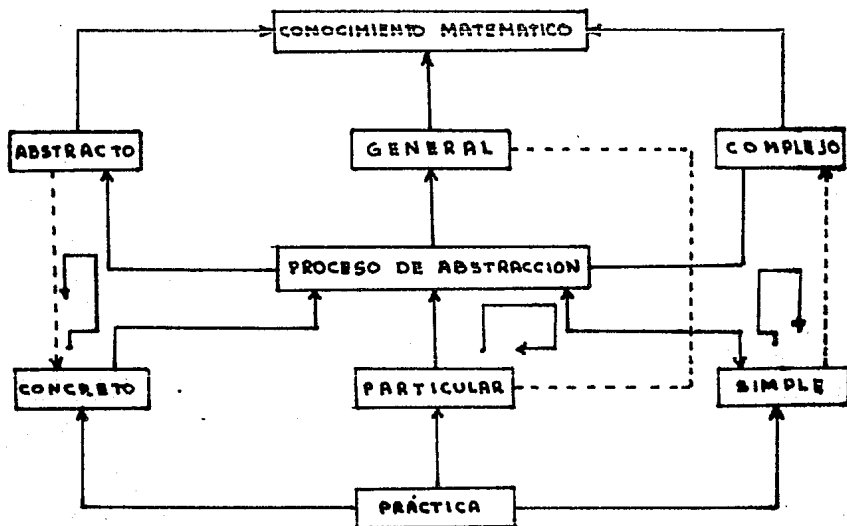 CONOCIMIENTO MATEMATICO
ABSTRACTO
GENERAL
COMPLEJO
PROCESO DE ABSTRACCION
CONCRETO
PARTICULAR
SIMPLE
PRÁCTICA